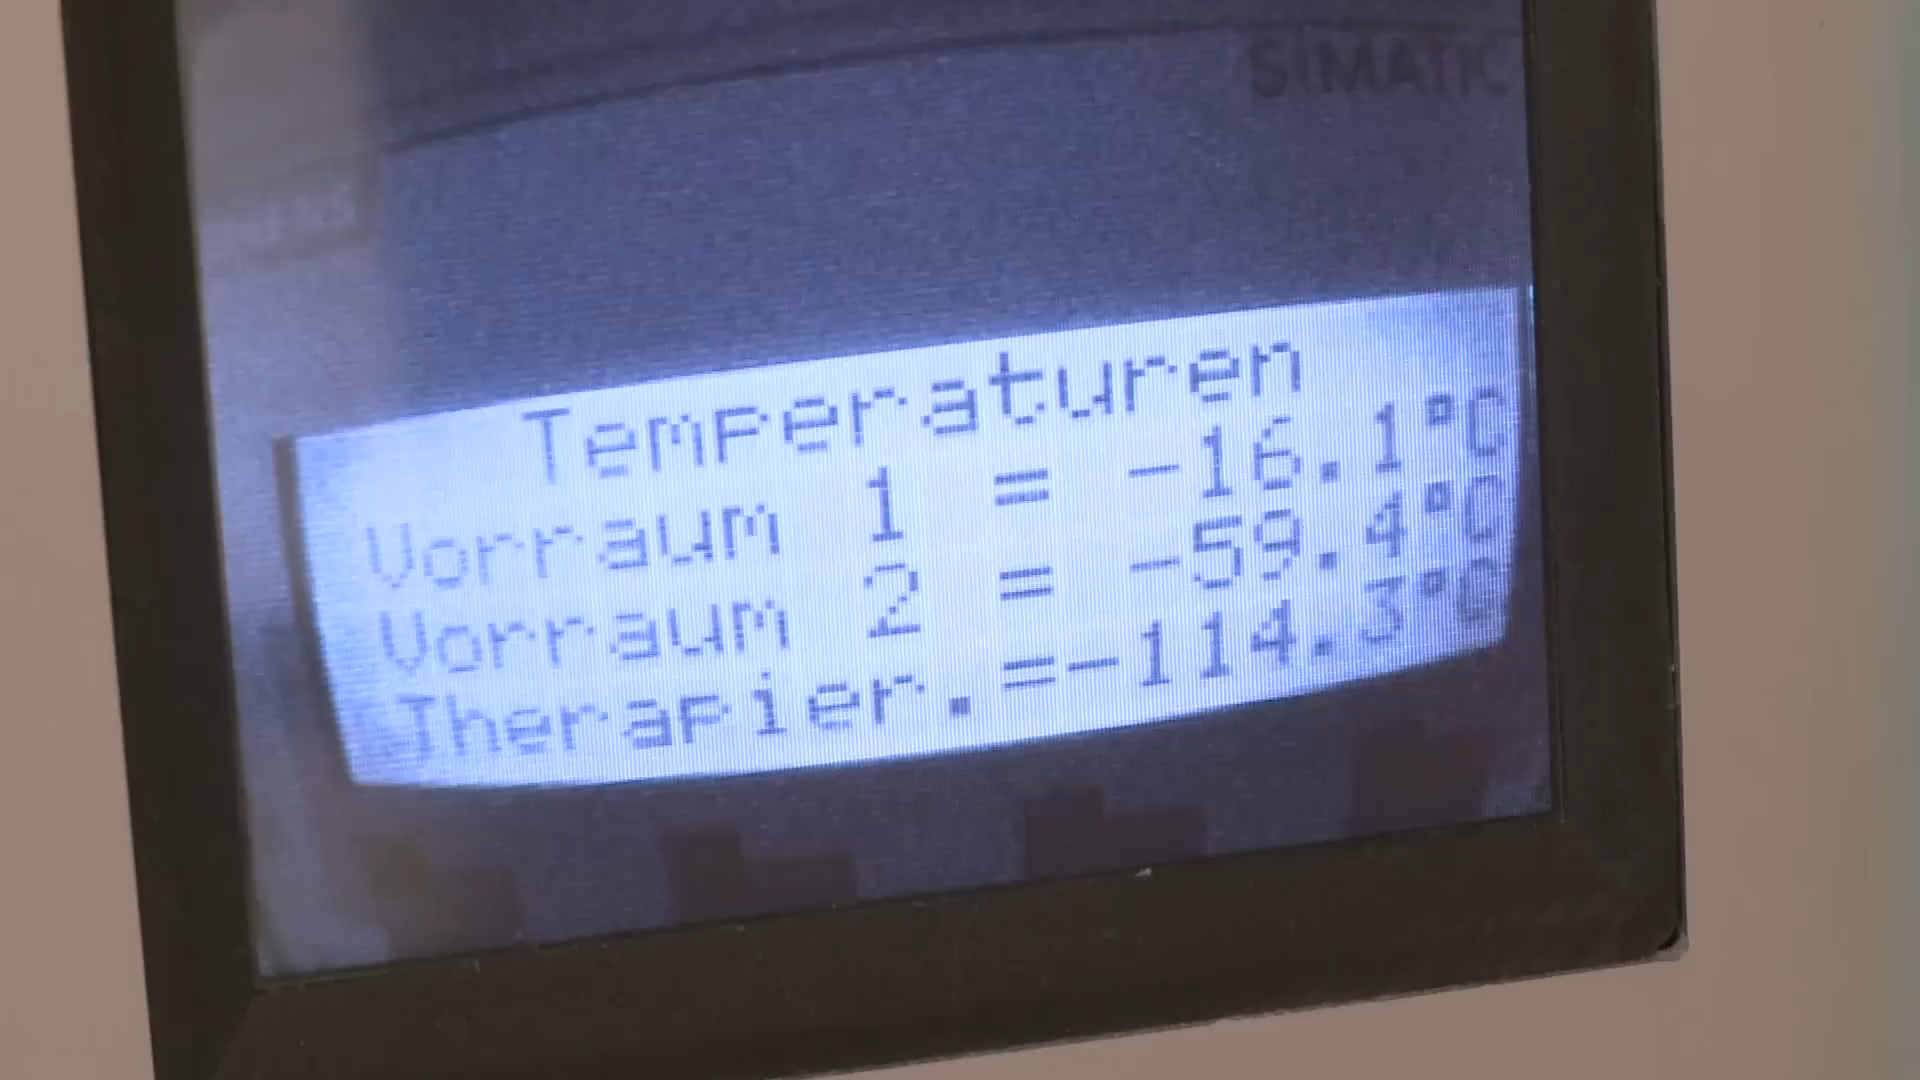 SIMATIC
Temperaturen
Vorraum 1 = -16.1°C
Vorraum 2 = -59.4°C
Therapier.=-114.3°C